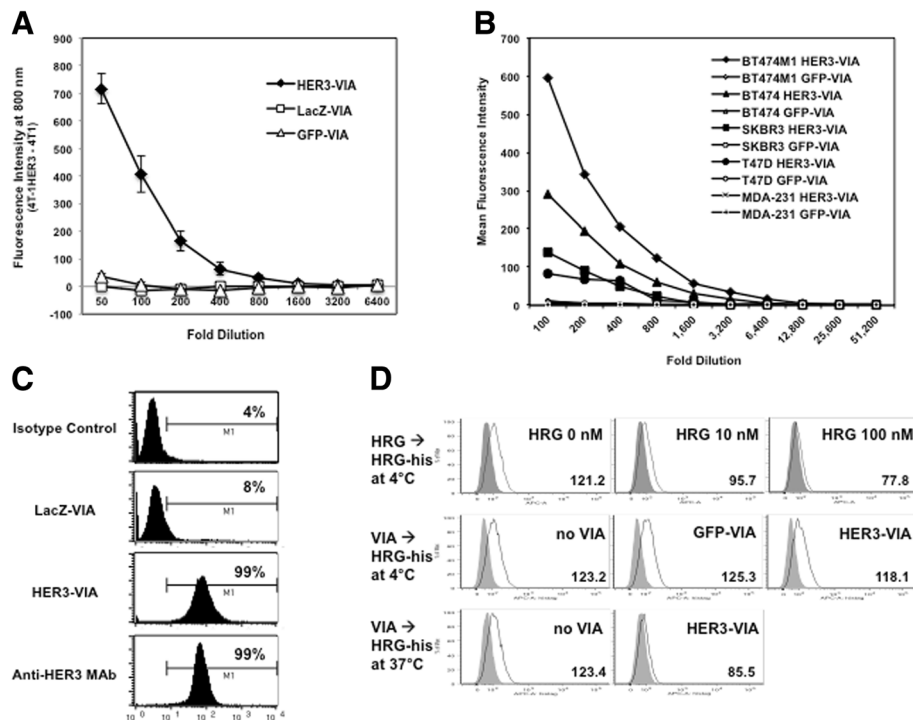 A
Fluorescence Intensity at 800 nm
(4T-1HER3 - 4T1)
900
800
700
600
500
400
300
200
100
0
-100
50 100 200 400 800 1600 3200 6400
Fold Dilution
HER3-VIA
LacZ-VIA
GFP-VIA
B
Mean Fluorescence Intensity
700
600
500
400
300
200
100
0
100 200 400 800 1,600 3,200 6,400 12,800 25,600 51,200
Fold Dilution
BT474M1 HER3-VIA
BT474M1 GFP-VIA
BT474 HER3-VIA
BT474 GFP-VIA
SKBR3 HER3-VIA
SKBR3 GFP-VIA
T47D HER3-VIA
T47D GFP-VIA
MDA-231 HER3-VIA
MDA-231 GFP-VIA
C
Isotype Control
4%
M1
LacZ-VIA
8%
M1
HER3-VIA
99%
M1
Anti-HER3 MAb
99%
M1
10⁰ 10¹ 10² 10³ 10⁴
D
HRG →
HRG-his
at 4°C
HRG 0 nM
121.2
HRG 10 nM
95.7
HRG 100 nM
77.8
VIA →
HRG-his
at 4°C
no VIA
123.2
GFP-VIA
125.3
HER3-VIA
118.1
VIA →
HRG-his
at 37°C
no VIA
123.4
HER3-VIA
85.5